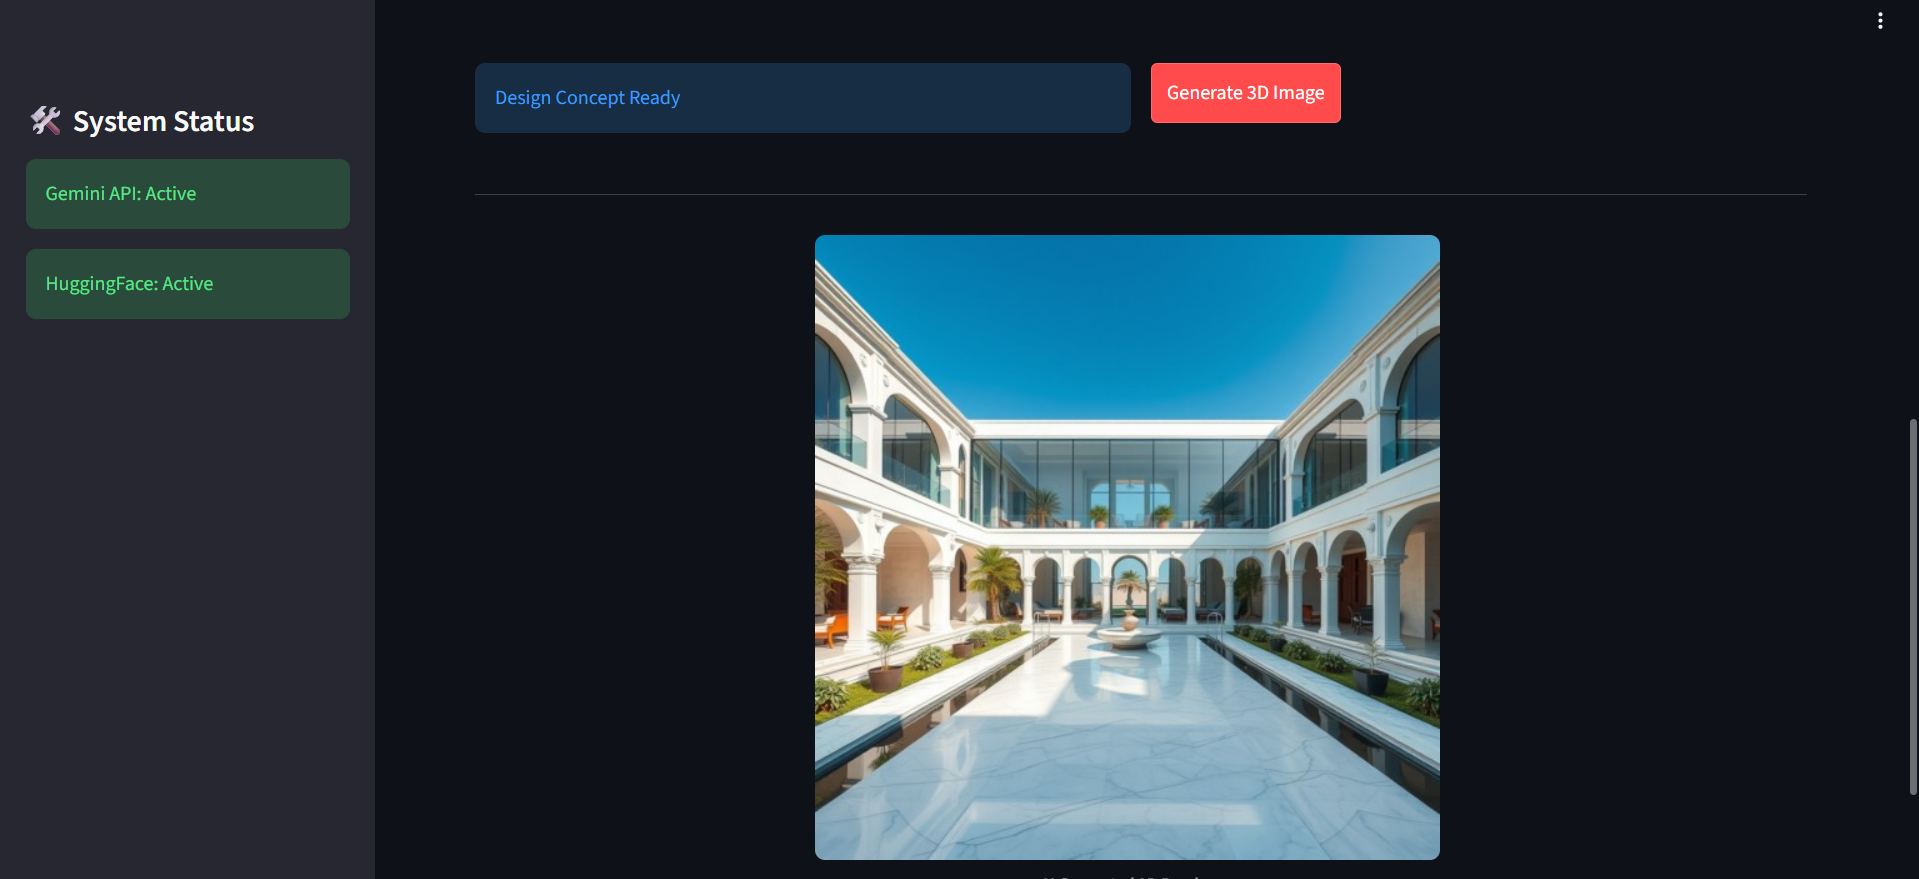 System Status
Gemini API: Active
HuggingFace: Active
Design Concept Ready
Generate 3D Image